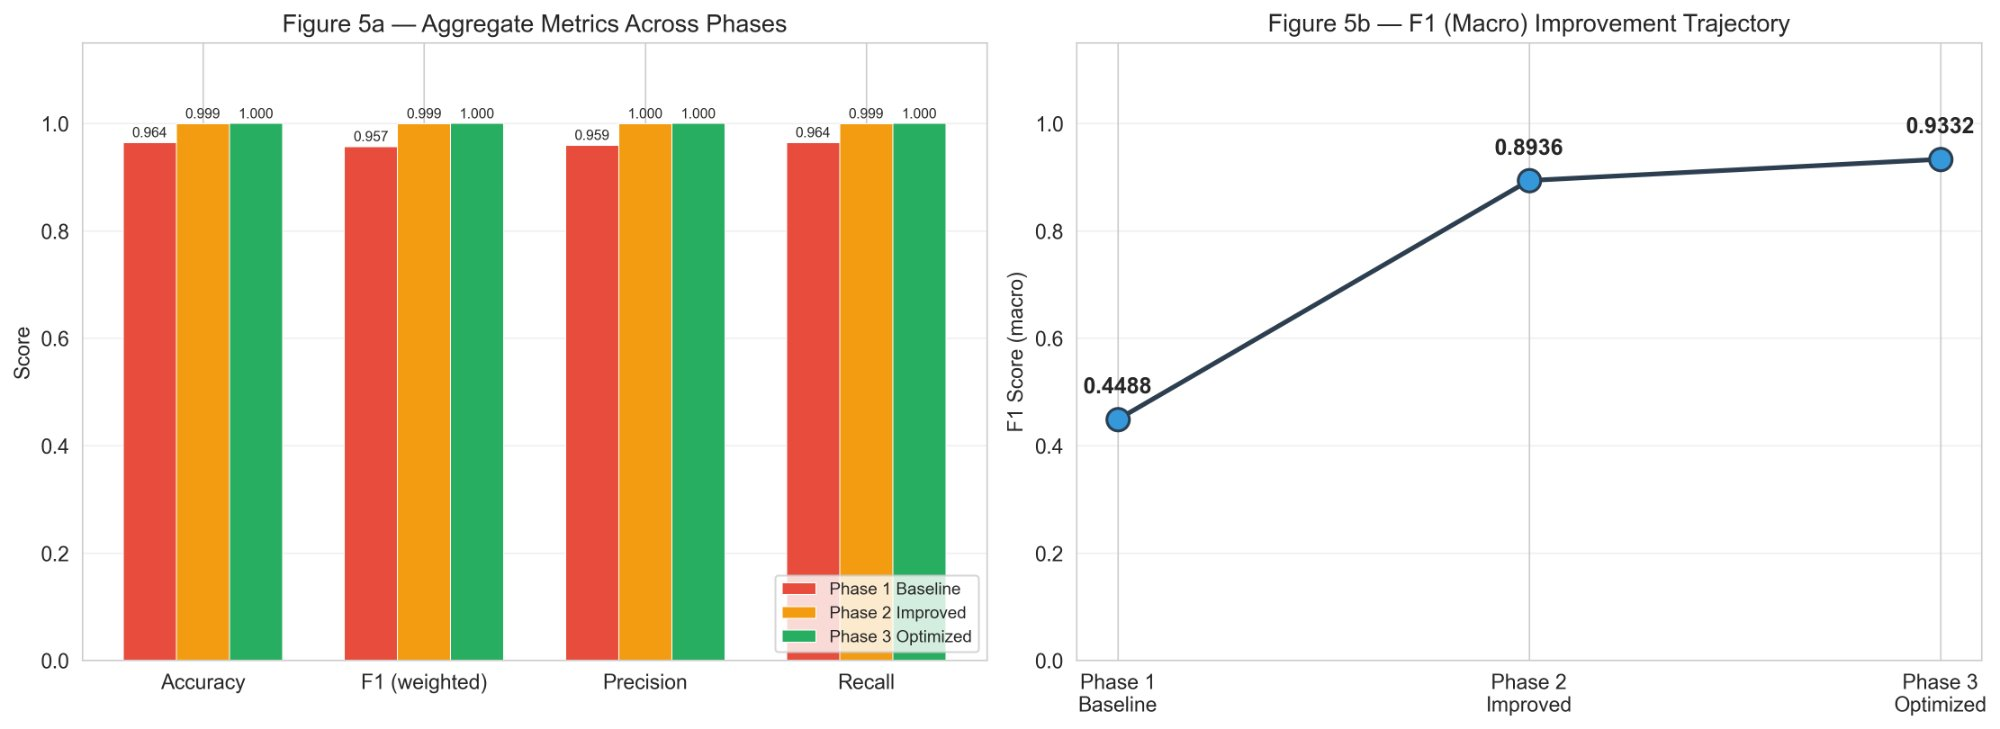 Figure 5a — Aggregate Metrics Across Phases
Score
1.0
0.8
0.6
0.4
0.2
0.0
0.964
0.999
1.000
0.957
0.999
1.000
0.959
1.000
1.000
0.964
0.999
1.000
Phase 1 Baseline
Phase 2 Improved
Phase 3 Optimized
Accuracy
F1 (weighted)
Precision
Recall
Figure 5b — F1 (Macro) Improvement Trajectory
F1 Score (macro)
1.0
0.8
0.6
0.4
0.2
0.0
0.4488
0.8936
0.9332
Phase 1
Baseline
Phase 2
Improved
Phase 3
Optimized